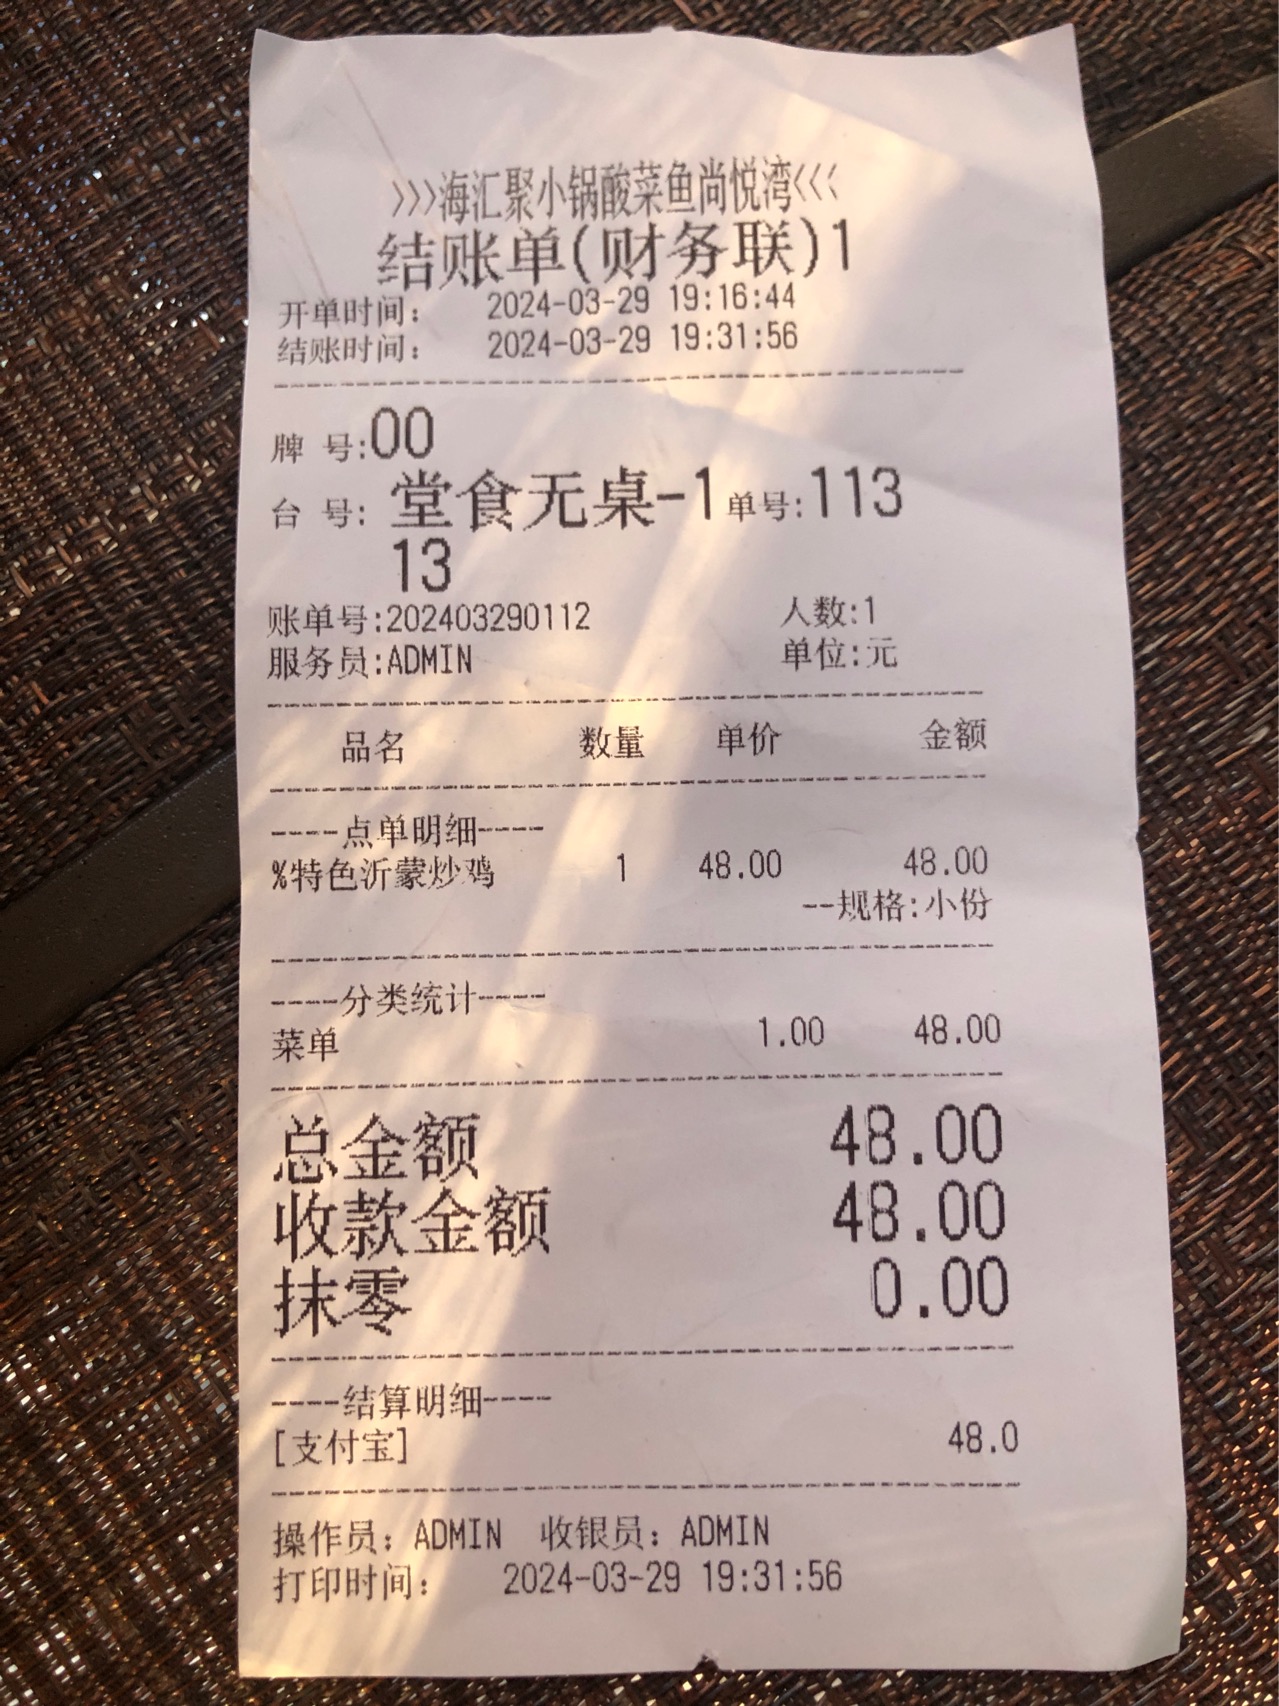 >>>海汇聚小锅酸菜鱼尚悦湾<<<
结账单(财务联)1
开单时间: 2024-03-29 19:16:44
结账时间: 2024-03-29 19:31:56
牌 号:00
台 号: 堂食无桌-1 单号:113
13
账单号:202403290112 人数:1
服务员:ADMIN 单位:元
品名 数量 单价 金额
----点单明细----
%特色沂蒙炒鸡 1 48.00 48.00
--规格:小份
----分类统计----
菜单 1.00 48.00
总金额 48.00
收款金额 48.00
抹零 0.00
----结算明细----
[支付宝] 48.0
操作员: ADMIN 收银员: ADMIN
打印时间: 2024-03-29 19:31:56